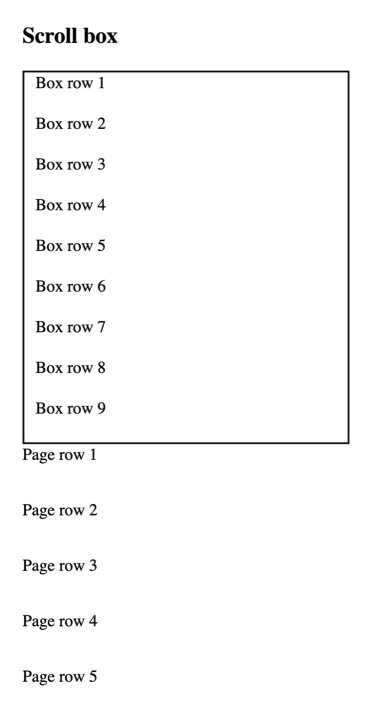 Scroll box
Box row 1
Box row 2
Box row 3
Box row 4
Box row 5
Box row 6
Box row 7
Box row 8
Box row 9
Page row 1
Page row 2
Page row 3
Page row 4
Page row 5